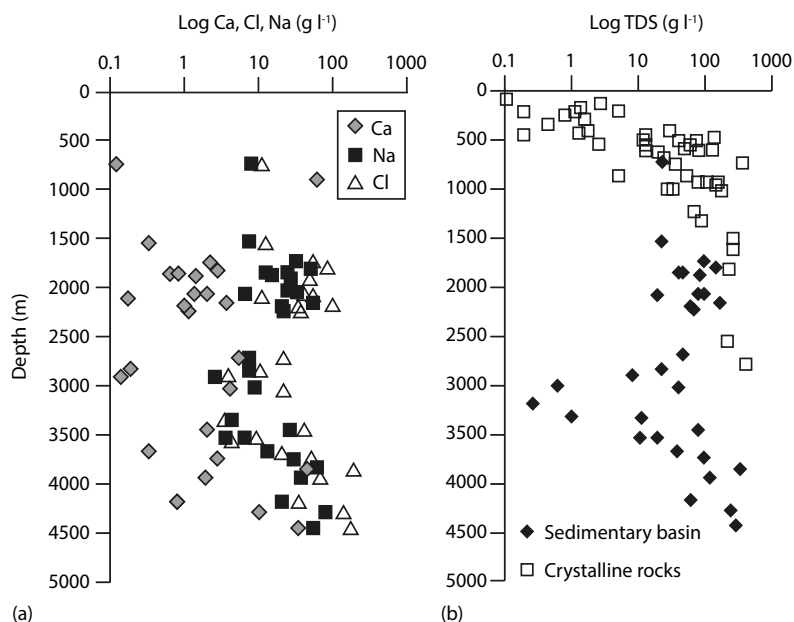 Log Ca, Cl, Na (g l⁻¹)
0.1 1 10 100 1000
0
500
1000
1500
2000
2500
3000
3500
4000
4500
5000
Depth (m)
Ca
Na
Cl
(a)
Log TDS (g l⁻¹)
0.1 1 10 100 1000
0
500
1000
1500
2000
2500
3000
3500
4000
4500
5000
Sedimentary basin
Crystalline rocks
(b)